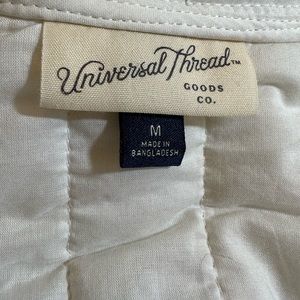 Universal Thread™
GOODS
CO.
M
MADE IN
BANGLADESH